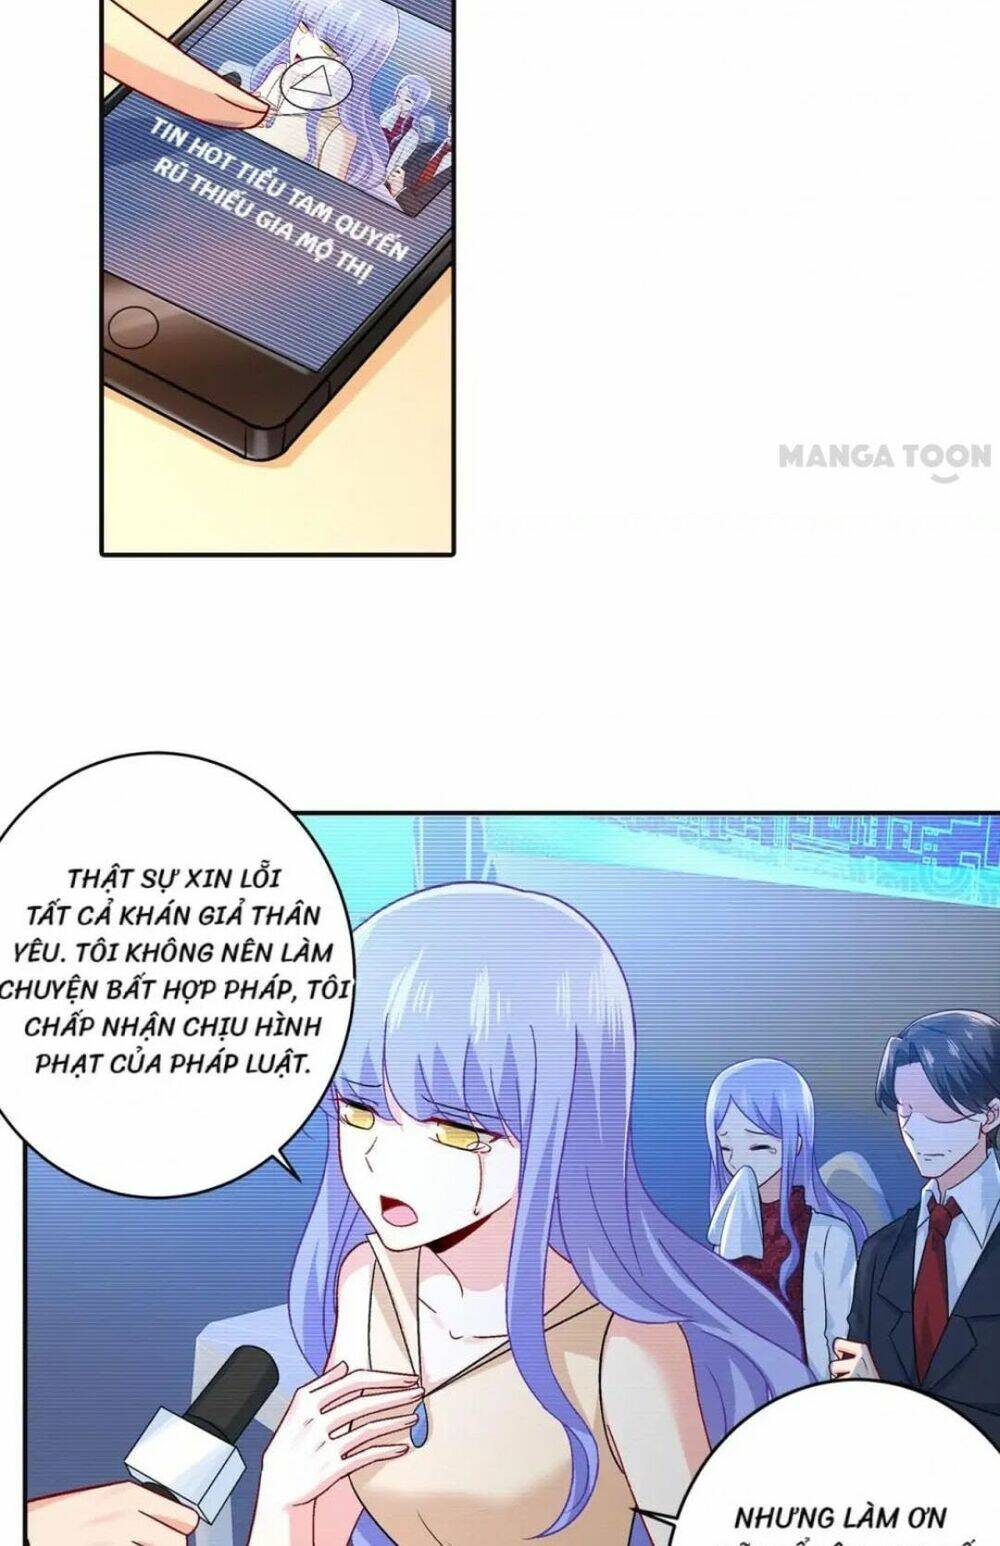 TIN HOT TIỂU TAM QUYẾN
RŨ THIẾU GIA MỘ THỊ
MANGA TOON
THẬT SỰ XIN LỖI
TẤT CẢ KHÁN GIẢ THÂN
YÊU. TÔI KHÔNG NÊN LÀM
CHUYỆN BẤT HỢP PHÁP, TÔI
CHẤP NHẬN CHỊU HÌNH
PHẠT CỦA PHÁP LUẬT.
NHƯNG LÀM ƠN